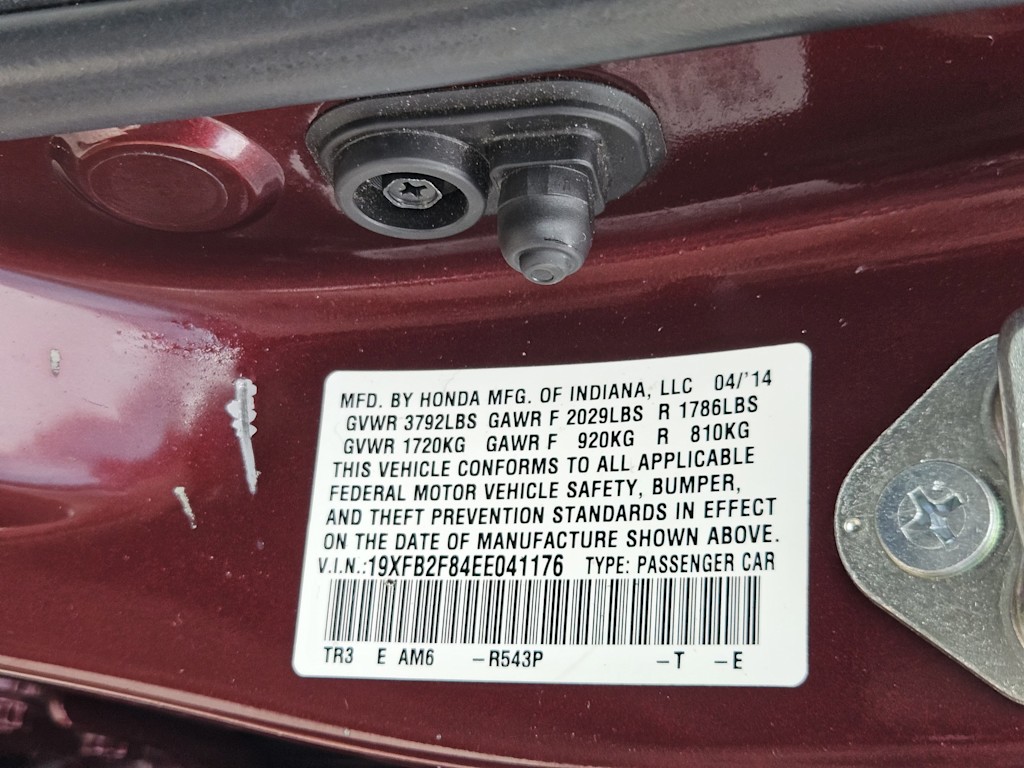 MFD. BY HONDA MFG. OF INDIANA, LLC 04/'14
GVWR 3792LBS GAWR F 2029LBS R 1786LBS
GVWR 1720KG GAWR F 920KG R 810KG
THIS VEHICLE CONFORMS TO ALL APPLICABLE
FEDERAL MOTOR VEHICLE SAFETY, BUMPER,
AND THEFT PREVENTION STANDARDS IN EFFECT
ON THE DATE OF MANUFACTURE SHOWN ABOVE.
V.I.N.:19XFB2F84EE041176 TYPE: PASSENGER CAR
TR3 E AM6 –R543P –T –E